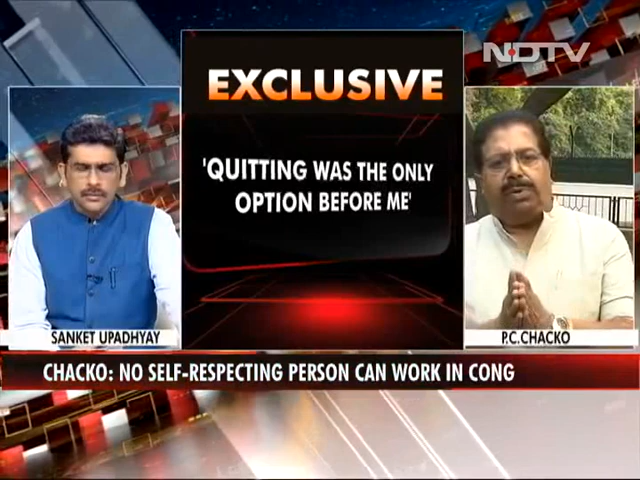 NDTV
EXCLUSIVE
'QUITTING WAS THE ONLY
OPTION BEFORE ME'
SANKET UPADHYAY
P.C.CHACKO
CHACKO: NO SELF-RESPECTING PERSON CAN WORK IN CONG